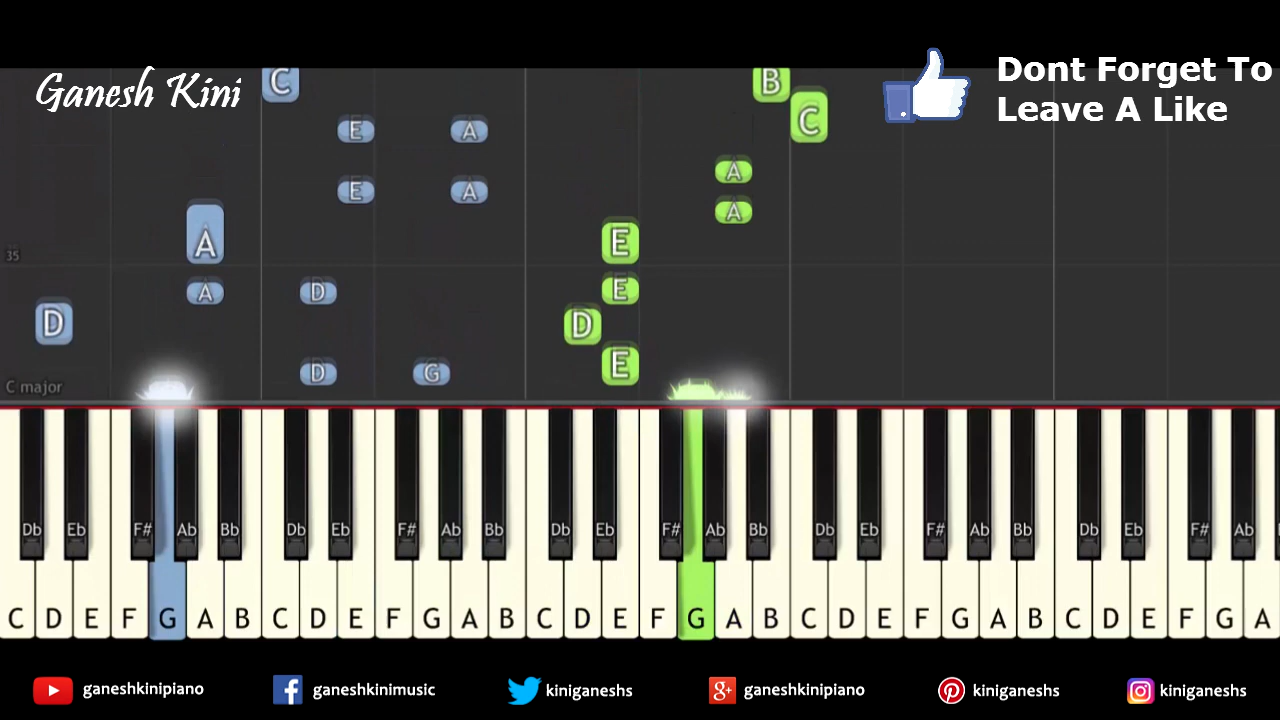 Ganesh Kini
Dont Forget To
Leave A Like
C B
C
E A
A
E A
A
A E
35
A D E
D D
E
D G
C major
Db Eb F# Ab Bb Db Eb F# Ab Bb Db Eb F# Ab Bb Db Eb F# Ab Bb Db Eb F# Ab
C D E F G A B C D E F G A B C D E F G A B C D E F G A B C D E F G A
ganeshkinipiano ganeshkinimusic kiniganeshs ganeshkinipiano kiniganeshs kiniganeshs